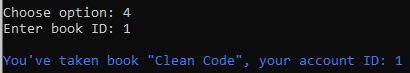 Choose option: 4
Enter book ID: 1
You've taken book "Clean Code", your account ID: 1